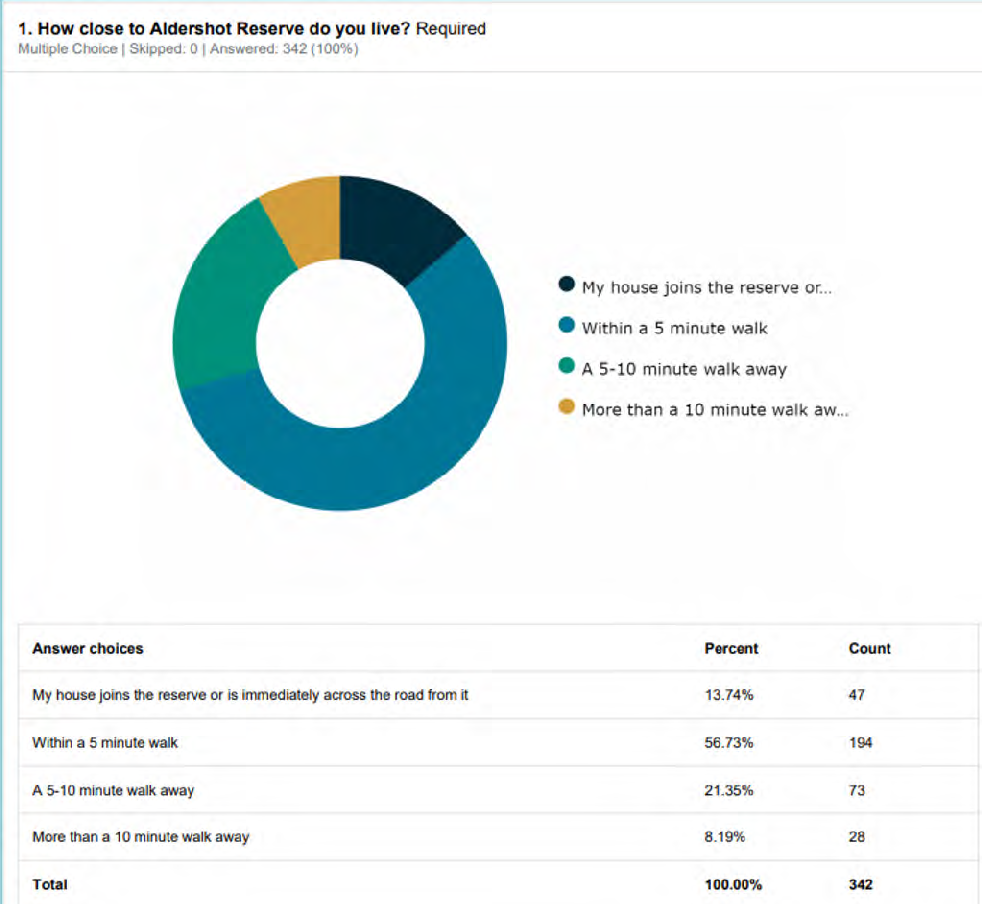 1. How close to Aldershot Reserve do you live? Required
Multiple Choice | Skipped: 0 | Answered: 342 (100%)
My house joins the reserve or...
Within a 5 minute walk
A 5-10 minute walk away
More than a 10 minute walk aw...
Answer choices Percent Count
My house joins the reserve or is immediately across the road from it 13.74% 47
Within a 5 minute walk 56.73% 194
A 5-10 minute walk away 21.35% 73
More than a 10 minute walk away 8.19% 28
Total 100.00% 342